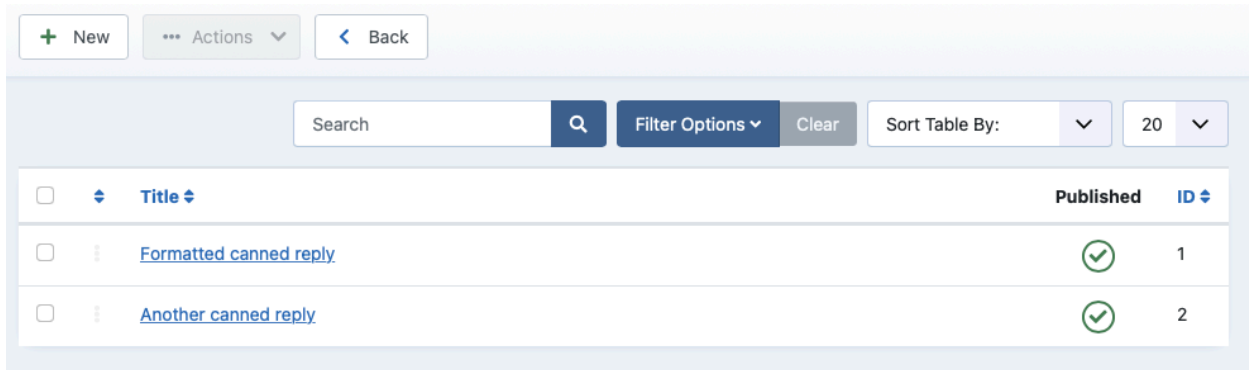 New ••• Actions Back
Search Filter Options Clear Sort Table By: 20
Title Published ID
Formatted canned reply 1
Another canned reply 2